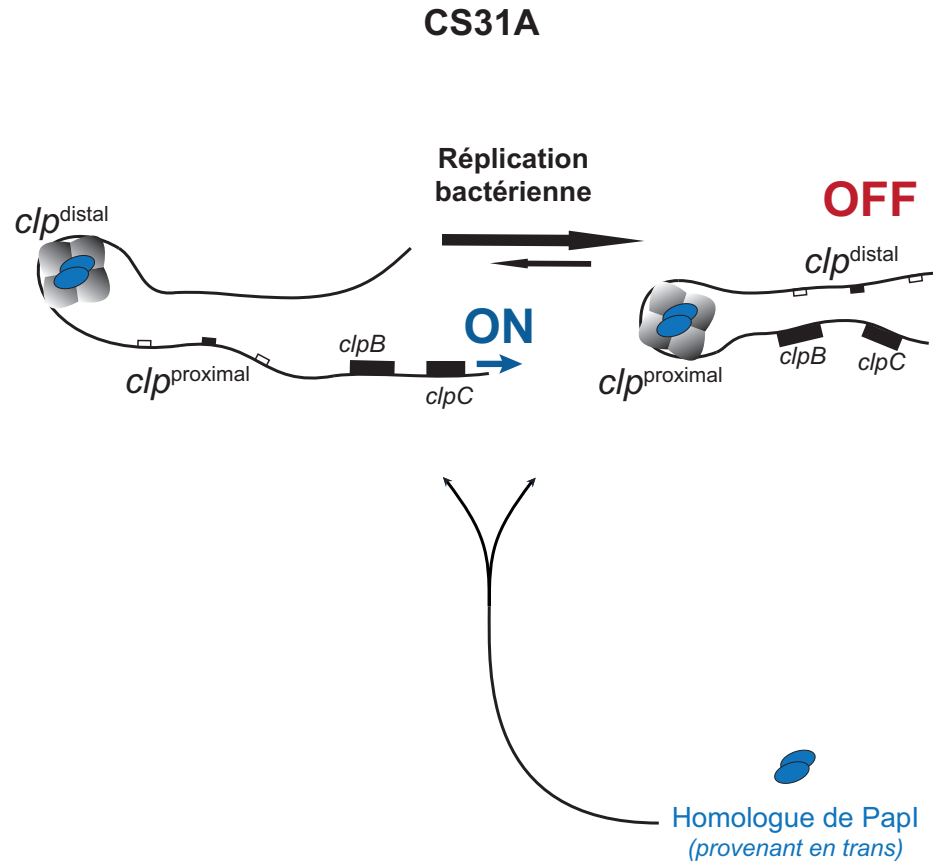 CS31A
Réplication
bactérienne
OFF
clpdistal
clpdistal
ON
clpB
clpproximal
clpC
clpB
clpC
clpproximal
Homologue de PapI
(provenant en trans)